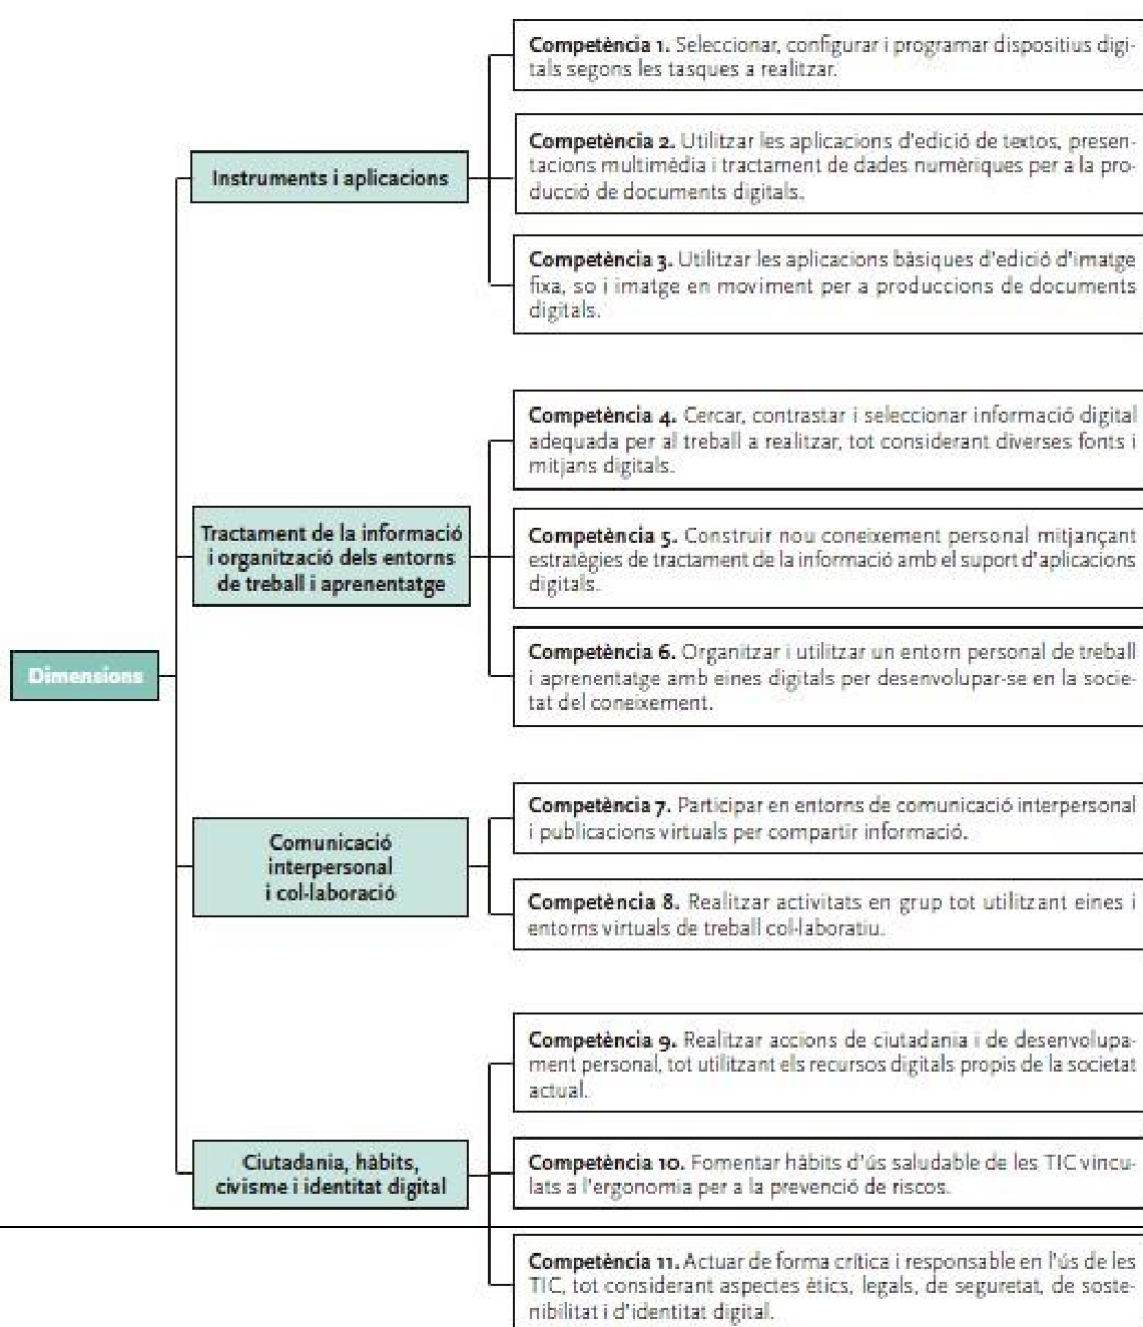 Dimensions
Instruments i aplicacions
Competència 1. Seleccionar, configurar i programar dispositius digi-
tals segons les tasques a realitzar.
Competència 2. Utilitzar les aplicacions d'edició de textos, presen-
tacions multimèdia i tractament de dades numèriques per a la pro-
ducció de documents digitals.
Competència 3. Utilitzar les aplicacions bàsiques d'edició d'imatge
fixa, so i imatge en moviment per a produccions de documents
digitals.
Tractament de la informació
i organització dels entorns
de treball i aprenentatge
Competència 4. Cercar, contrastar i seleccionar informació digital
adequada per al treball a realitzar, tot considerant diverses fonts i
mitjans digitals.
Competència 5. Construir nou coneixement personal mitjançant
estratègies de tractament de la informació amb el suport d'aplicacions
digitals.
Competència 6. Organitzar i utilitzar un entorn personal de treball
i aprenentatge amb eines digitals per desenvolupar-se en la socie-
tat del coneixement.
Comunicació
interpersonal
i col·laboració
Competència 7. Participar en entorns de comunicació interpersonal
i publicacions virtuals per compartir informació.
Competència 8. Realitzar activitats en grup tot utilitzant eines i
entorns virtuals de treball col·laboratiu.
Ciutadania, hàbits,
civisme i identitat digital
Competència 9. Realitzar accions de ciutadania i de desenvolupa-
ment personal, tot utilitzant els recursos digitals propis de la societat
actual.
Competència 10. Fomentar hàbits d'ús saludable de les TIC vincu-
lats a l'ergonomia per a la prevenció de riscos.
Competència 11. Actuar de forma crítica i responsable en l'ús de les
TIC, tot considerant aspectes ètics, legals, de seguretat, de soste-
nibilitat i d'identitat digital.